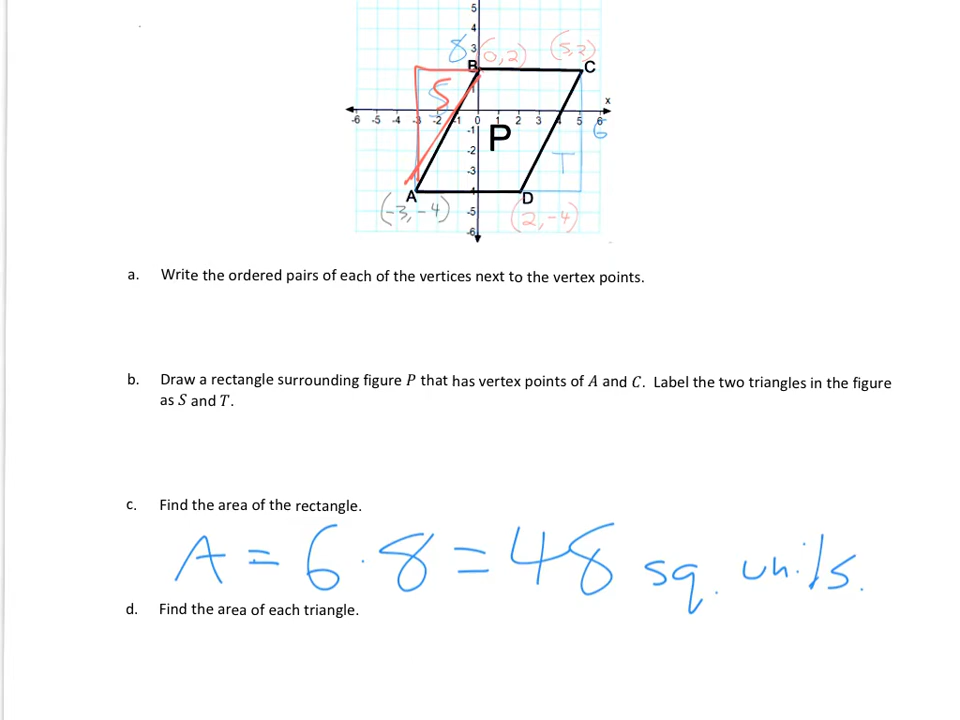 5
4
8 3 (0,2) (5,2)
B C
S
x
-6 -5 -4 -3 -2 -1 0 1 2 3 4 5 6
-1 P 6
-2
-3 T
A D
(-3,-4) -5 (2,-4)
-6
a. Write the ordered pairs of each of the vertices next to the vertex points.
b. Draw a rectangle surrounding figure P that has vertex points of A and C. Label the two triangles in the figure
as S and T.
c. Find the area of the rectangle.
A = 6 · 8 = 48 sq. units.
d. Find the area of each triangle.